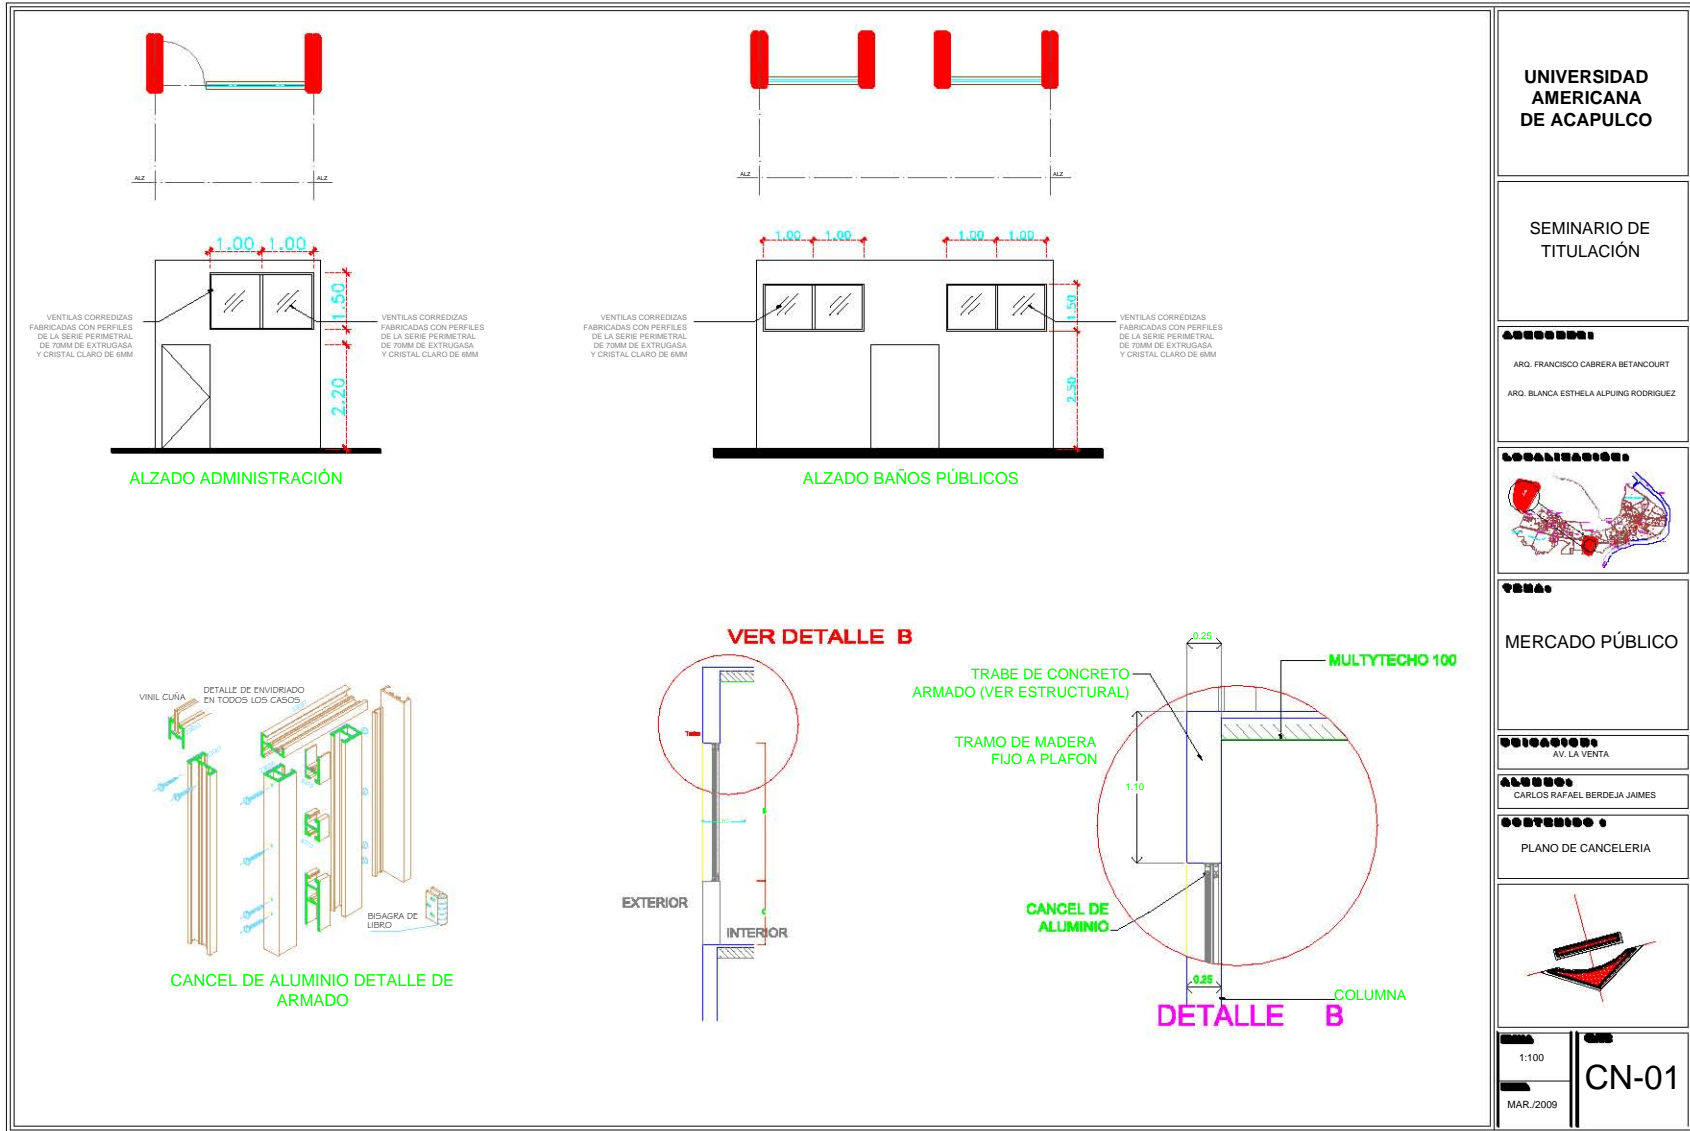 ALZ
ALZ
ALZ
ALZ
1.00 1.00
1.50
2.20
VENTILAS CORREDIZAS
FABRICADAS CON PERFILES
DE LA SERIE PERIMETRAL
DE 70MM DE EXTRUGASA
Y CRISTAL CLARO DE 6MM
VENTILAS CORREDIZAS
FABRICADAS CON PERFILES
DE LA SERIE PERIMETRAL
DE 70MM DE EXTRUGASA
Y CRISTAL CLARO DE 6MM
ALZADO ADMINISTRACIÓN
1.00 1.00
1.00 1.00
1.50
2.50
VENTILAS CORREDIZAS
FABRICADAS CON PERFILES
DE LA SERIE PERIMETRAL
DE 70MM DE EXTRUGASA
Y CRISTAL CLARO DE 6MM
VENTILAS CORREDIZAS
FABRICADAS CON PERFILES
DE LA SERIE PERIMETRAL
DE 70MM DE EXTRUGASA
Y CRISTAL CLARO DE 6MM
ALZADO BAÑOS PÚBLICOS
VINIL CUÑA
DETALLE DE ENVIDRIADO
EN TODOS LOS CASOS
BISAGRA DE
LIBRO
CANCEL DE ALUMINIO DETALLE DE
ARMADO
VER DETALLE B
EXTERIOR
INTERIOR
0.25
TRABE DE CONCRETO
ARMADO (VER ESTRUCTURAL)
MULTYTECHO 100
TRAMO DE MADERA
FIJO A PLAFON
1.10
CANCEL DE
ALUMINIO
0.25
COLUMNA
DETALLE B
UNIVERSIDAD
AMERICANA
DE ACAPULCO
SEMINARIO DE
TITULACIÓN
ASESORES:
ARQ. FRANCISCO CABRERA BETANCOURT
ARQ. BLANCA ESTHELA ALPUING RODRIGUEZ
LOCALIZACIÓN:
TEMA:
MERCADO PÚBLICO
UBICACION:
AV. LA VENTA
ALUMNO:
CARLOS RAFAEL BERDEJA JAIMES
CONTENIDO :
PLANO DE CANCELERIA
1:100
MAR./2009
CN-01